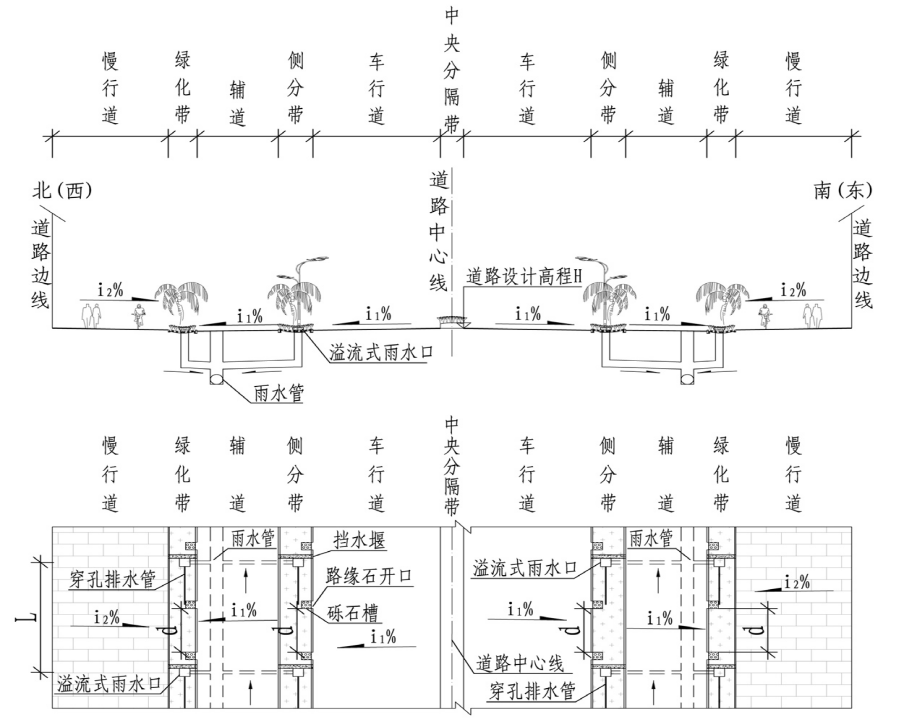 慢行道
绿化带
辅道
侧分带
车行道
中央分隔带
车行道
侧分带
辅道
绿化带
慢行道
北(西)
道路中心线
南(东)
道路边线
道路边线
道路设计高程H
i2%
i1%
i1%
i1%
i1%
i2%
溢流式雨水口
雨水管
慢行道
绿化带
辅道
侧分带
车行道
中央分隔带
车行道
侧分带
辅道
绿化带
慢行道
雨水管
挡水堰
雨水管
溢流式雨水口
穿孔排水管
路缘石开口
i2%
砾石槽
L
i2%
d
i1%
d
i1%
i1%
d
i1%
d
道路中心线
溢流式雨水口
穿孔排水管